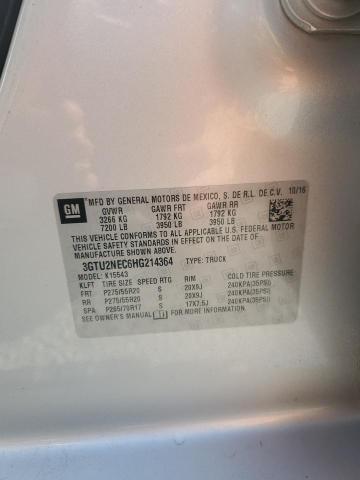 GM
MFD BY GENERAL MOTORS DE MEXICO, S. DE R.L. DE C.V. 10/16
GVWR GAWR FRT GAWR RR
3266 KG 1792 KG 1792 KG
7200 LB 3950 LB 3950 LB
THIS VEHICLE CONFORMS TO ALL APPLICABLE U.S. FEDERAL MOTOR
VEHICLE SAFETY STANDARDS IN EFFECT ON THE DATE OF
MANUFACTURE SHOWN ABOVE.
3GTU2NEC6HG214364 TYPE: TRUCK
MODEL: K15543
KLFT TIRE SIZE SPEED RTG RIM COLD TIRE PRESSURE
FRT P275/55R20 S 20X9J 240KPA(35PSI)
RR P275/55R20 S 20X9J 240KPA(35PSI)
SPA P265/70R17 S 17X7.5J 240KPA(35PSI)
SEE OWNER'S MANUAL FOR MORE INFORMATION.